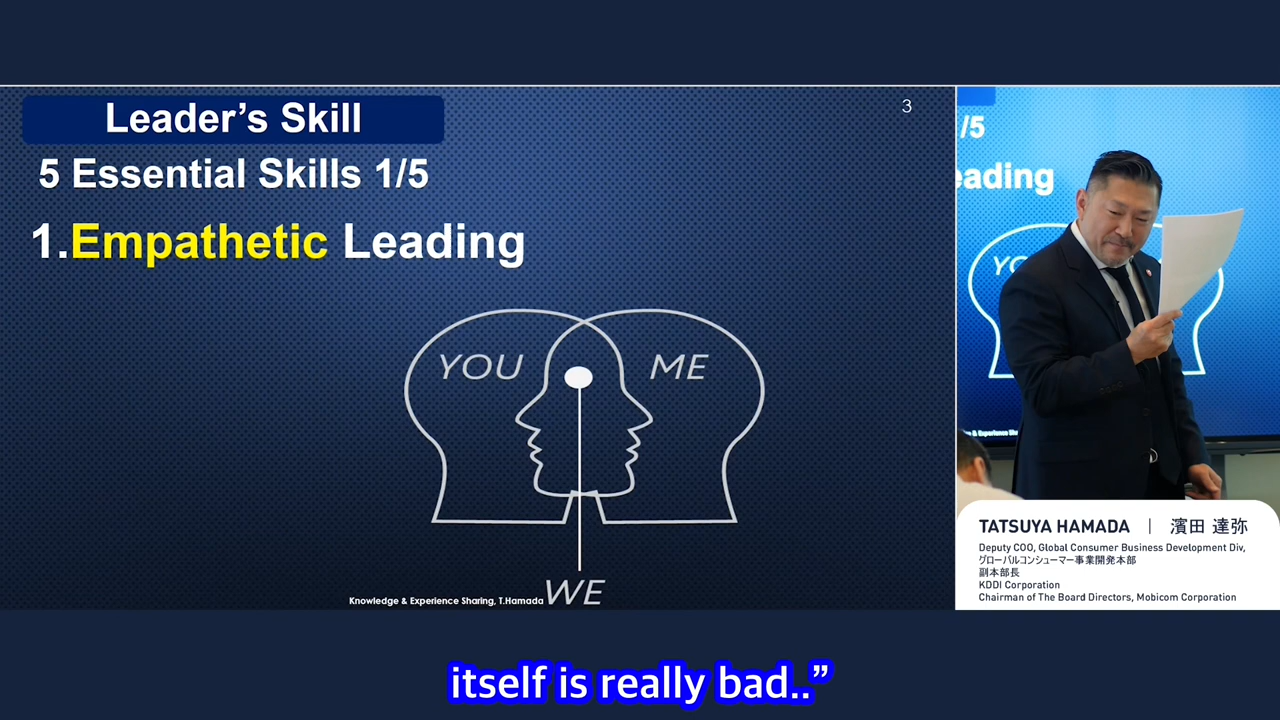 Leader's Skill
3
5 Essential Skills 1/5
1.Empathetic Leading
YOU
ME
WE
Knowledge & Experience Sharing, T.Hamada
/5
eading
YO
e & Experience Sha
TATSUYA HAMADA | 濱田 達弥
Deputy COO, Global Consumer Business Development Div,
グローバルコンシューマー事業開発本部
副本部長
KDDI Corporation
Chairman of The Board Directors, Mobicom Corporation
itself is really bad..”